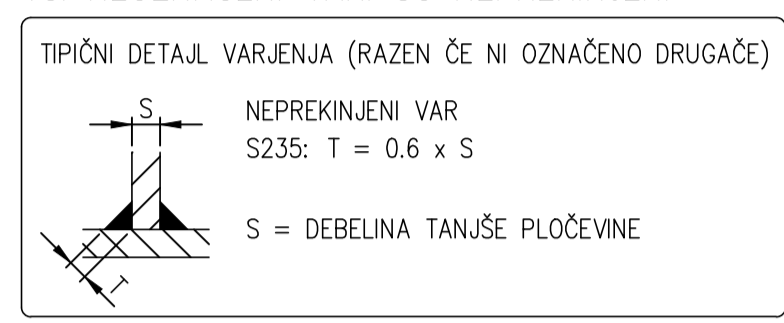 TIPIČNI DETAJL VARJENJA (RAZEN ČE NI OZNAČENO DRUGAČE)
S
NEPREKINJENI VAR
S235: T = 0.6 x S
S = DEBELINA TANJŠE PLOČEVINE
T